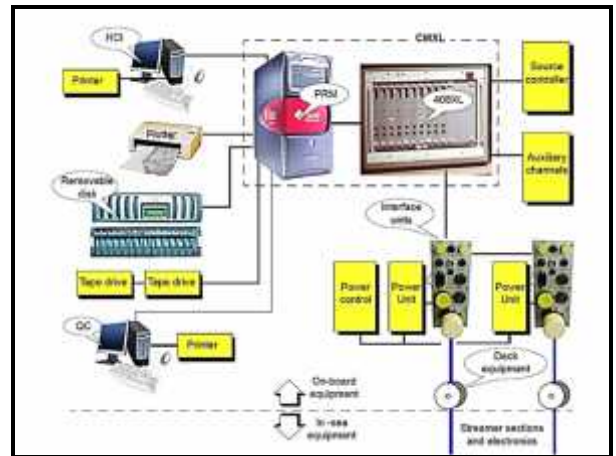 HCI
Printer
Plotter
Removable
disk
Tape drive
Tape drive
QC
Printer
CMXL
PRM
408XL
Source
controller
Auxiliary
channels
Interface
units
Power
control
Power
Unit
Power
Unit
Deck
equipment
On-board
equipment
In-sea
equipment
Streamer sections
and electronics